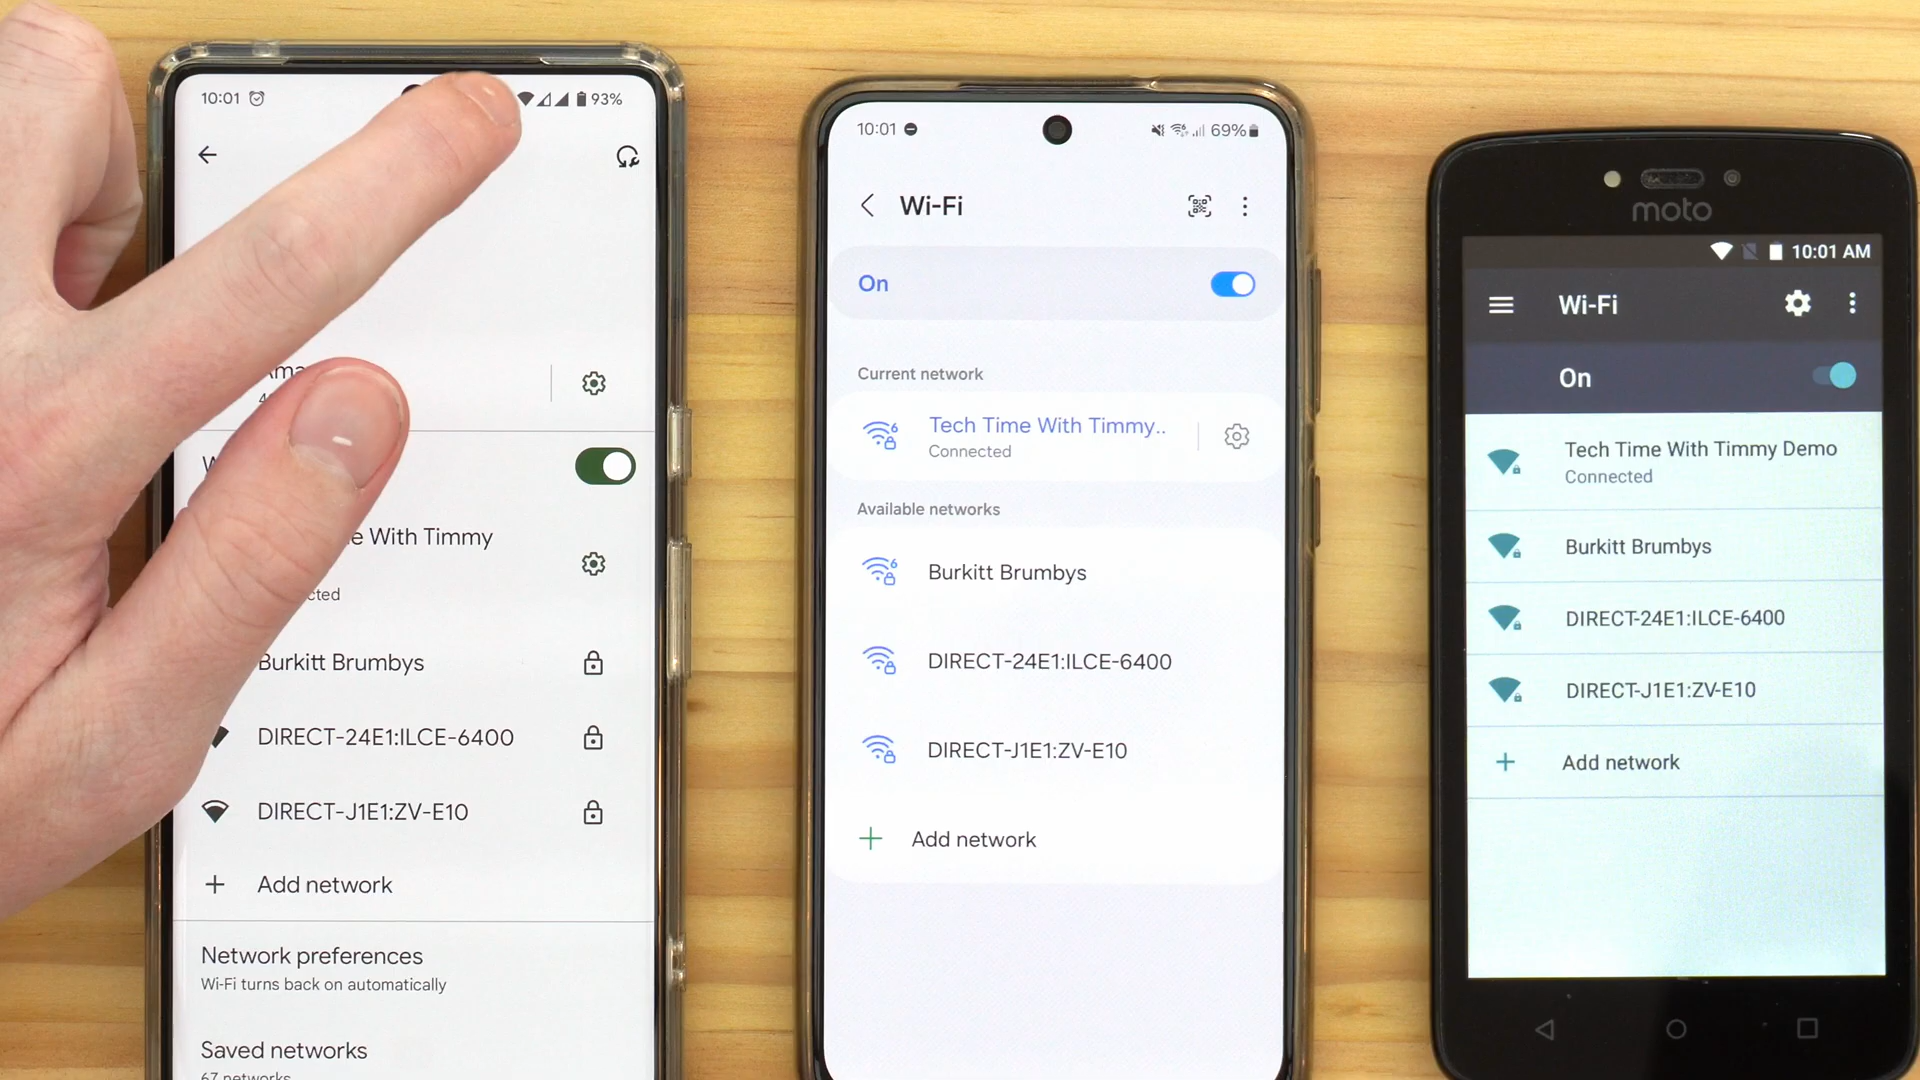 10:01
93%
Ama
W
e With Timmy
cted
Burkitt Brumbys
DIRECT-24E1:ILCE-6400
DIRECT-J1E1:ZV-E10
Add network
Network preferences
Wi-Fi turns back on automatically
Saved networks
67 networks
10:01
69%
Wi-Fi
On
Current network
Tech Time With Timmy..
Connected
Available networks
Burkitt Brumbys
DIRECT-24E1:ILCE-6400
DIRECT-J1E1:ZV-E10
Add network
moto
10:01 AM
Wi-Fi
On
Tech Time With Timmy Demo
Connected
Burkitt Brumbys
DIRECT-24E1:ILCE-6400
DIRECT-J1E1:ZV-E10
Add network